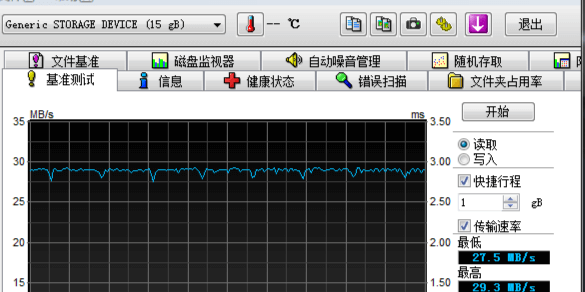 Generic STORAGE DEVICE (15 gB)
-- ℃
退出
文件基准
磁盘监视器
自动噪音管理
随机存取
基准测试
信息
健康状态
错误扫描
文件夹占用率
MB/s
ms
35
3.50
30
3.00
25
2.50
20
2.00
15
1.50
开始
读取
写入
快捷行程
1
gB
传输速率
最低
27.5 MB/s
最高
29.3 MB/s